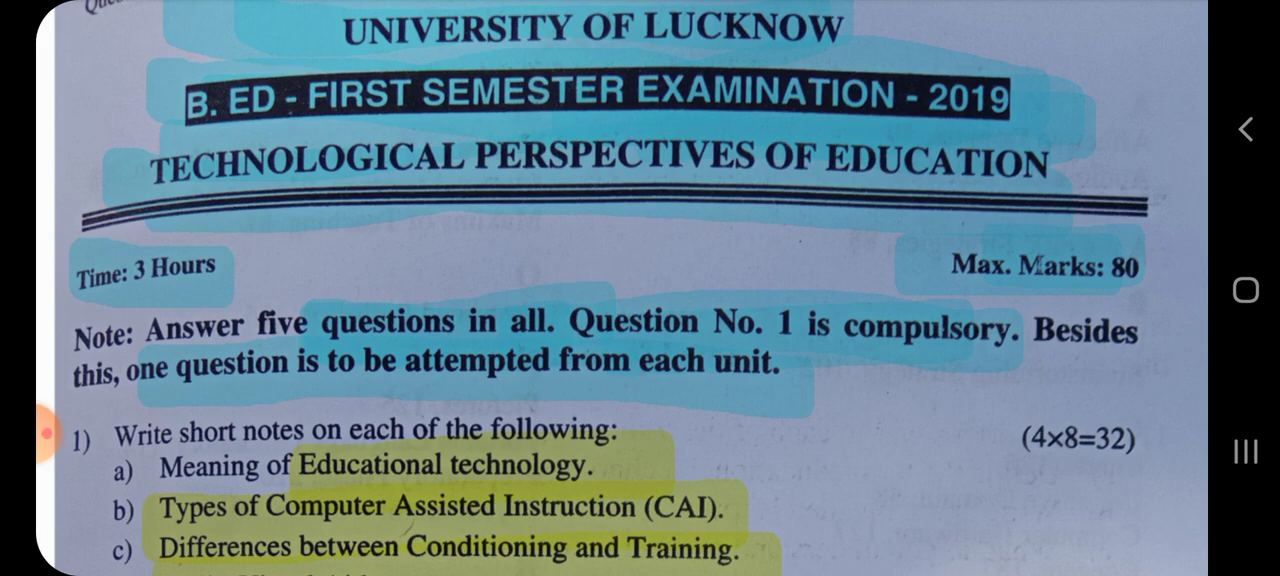 UNIVERSITY OF LUCKNOW
B. ED - FIRST SEMESTER EXAMINATION - 2019
TECHNOLOGICAL PERSPECTIVES OF EDUCATION
Time: 3 Hours
Max. Marks: 80
Note: Answer five questions in all. Question No. 1 is compulsory. Besides
this, one question is to be attempted from each unit.
1) Write short notes on each of the following: (4×8=32)
a) Meaning of Educational technology.
b) Types of Computer Assisted Instruction (CAI).
c) Differences between Conditioning and Training.